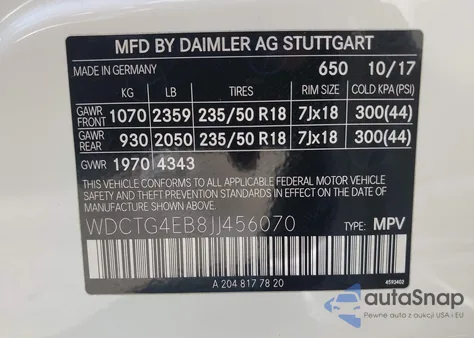 MFD BY DAIMLER AG STUTTGART
MADE IN GERMANY 650 10/17
KG LB TIRES RIM SIZE COLD KPA (PSI)
GAWR FRONT 1070 2359 235/50 R18 7Jx18 300(44)
GAWR REAR 930 2050 235/50 R18 7Jx18 300(44)
GVWR 1970 4343
THIS VEHICLE CONFORMS TO ALL APPLICABLE FEDERAL MOTOR VEHICLE
SAFETY AND THEFT PREVENTION STANDARDS IN EFFECT ON THE DATE
OF MANUFACTURE SHOWN ABOVE.
WDCTG4EB8JJ456070 TYPE: MPV
A 204 817 78 20 4593402
autoSnap
Pewne auta z aukcji USA i EU